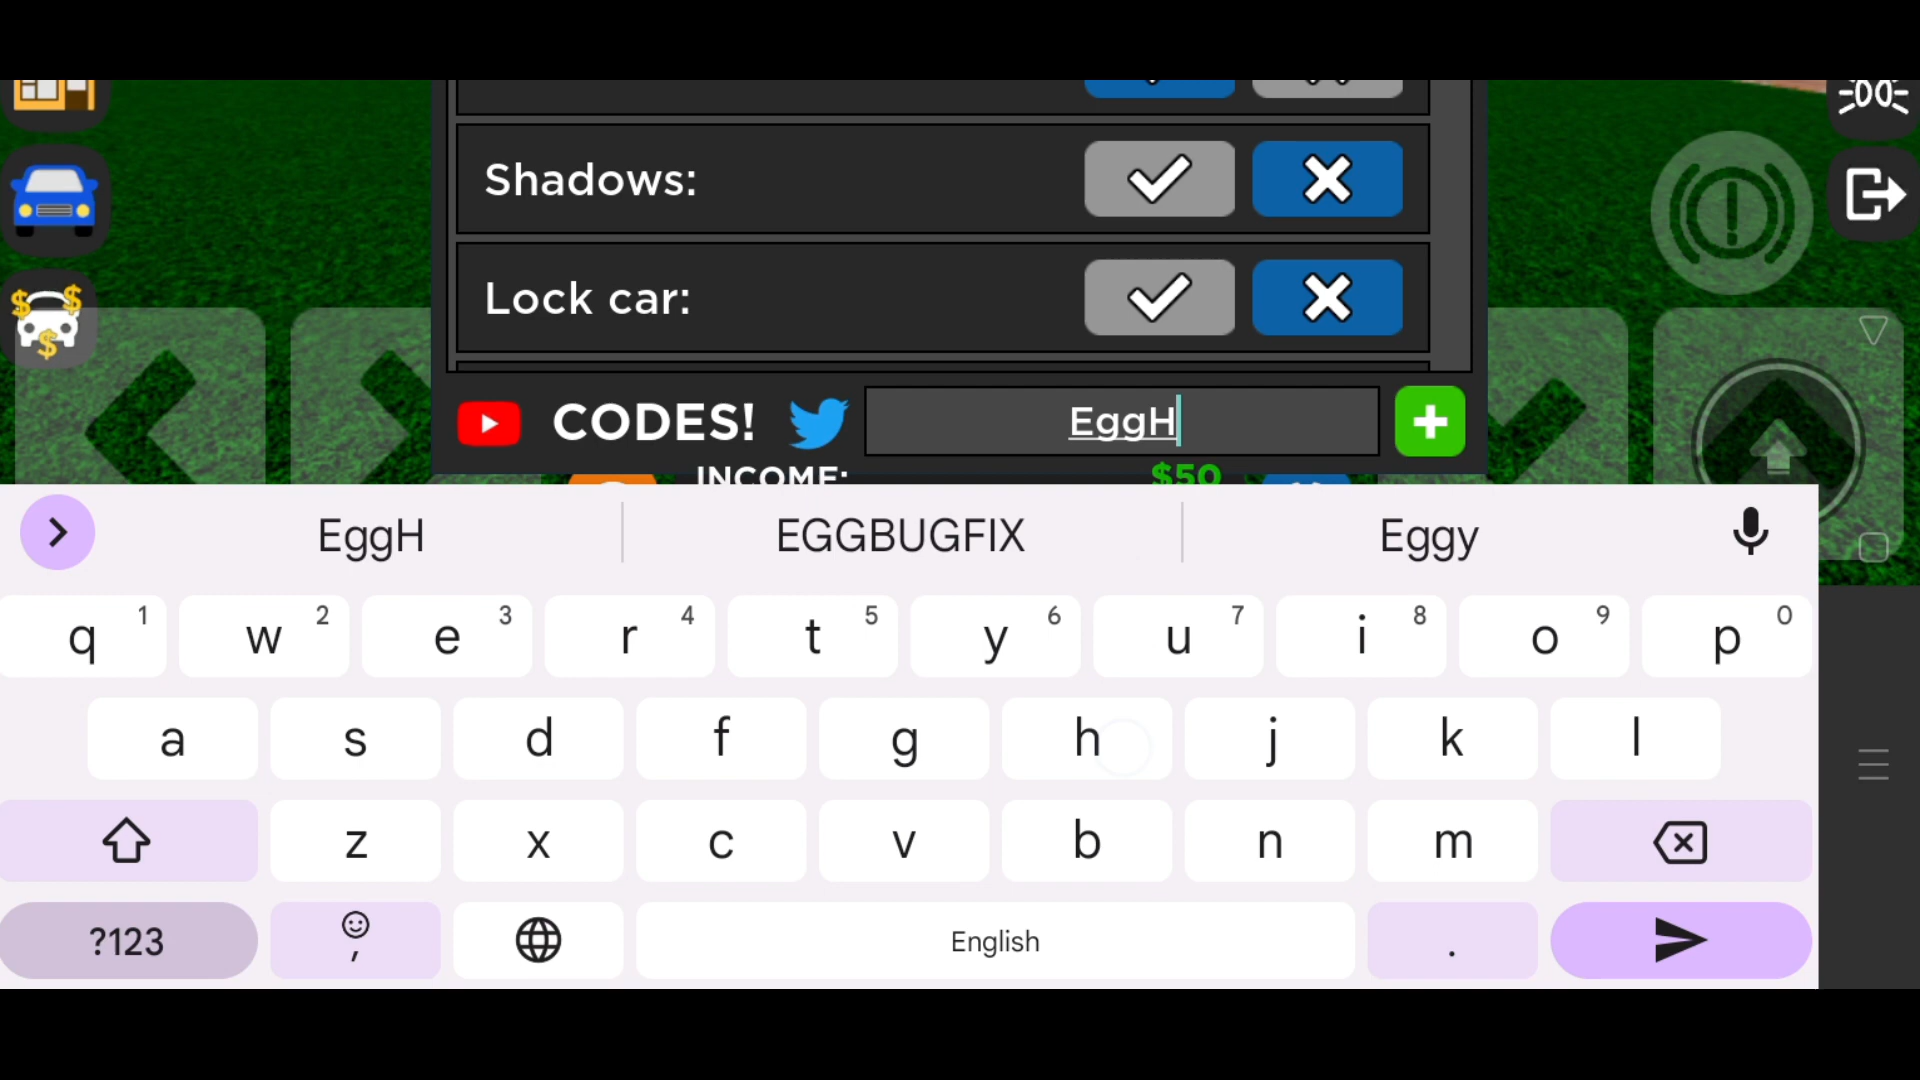 Shadows:
Lock car:
CODES! EggH
INCOME: $50
EggH EGGBUGFIX Eggy
q 1 w 2 e 3 r 4 t 5 y 6 u 7 i 8 o 9 p 0
a s d f g h j k l
z x c v b n m
?123 , English .